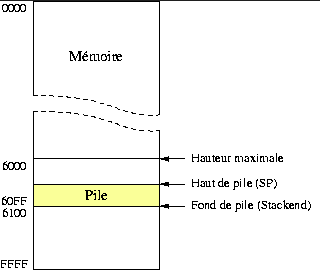 0000
Mémoire
Hauteur maximale
6000
Haut de pile (SP)
60FF
Pile
Fond de pile (Stackend)
6100
FFFF